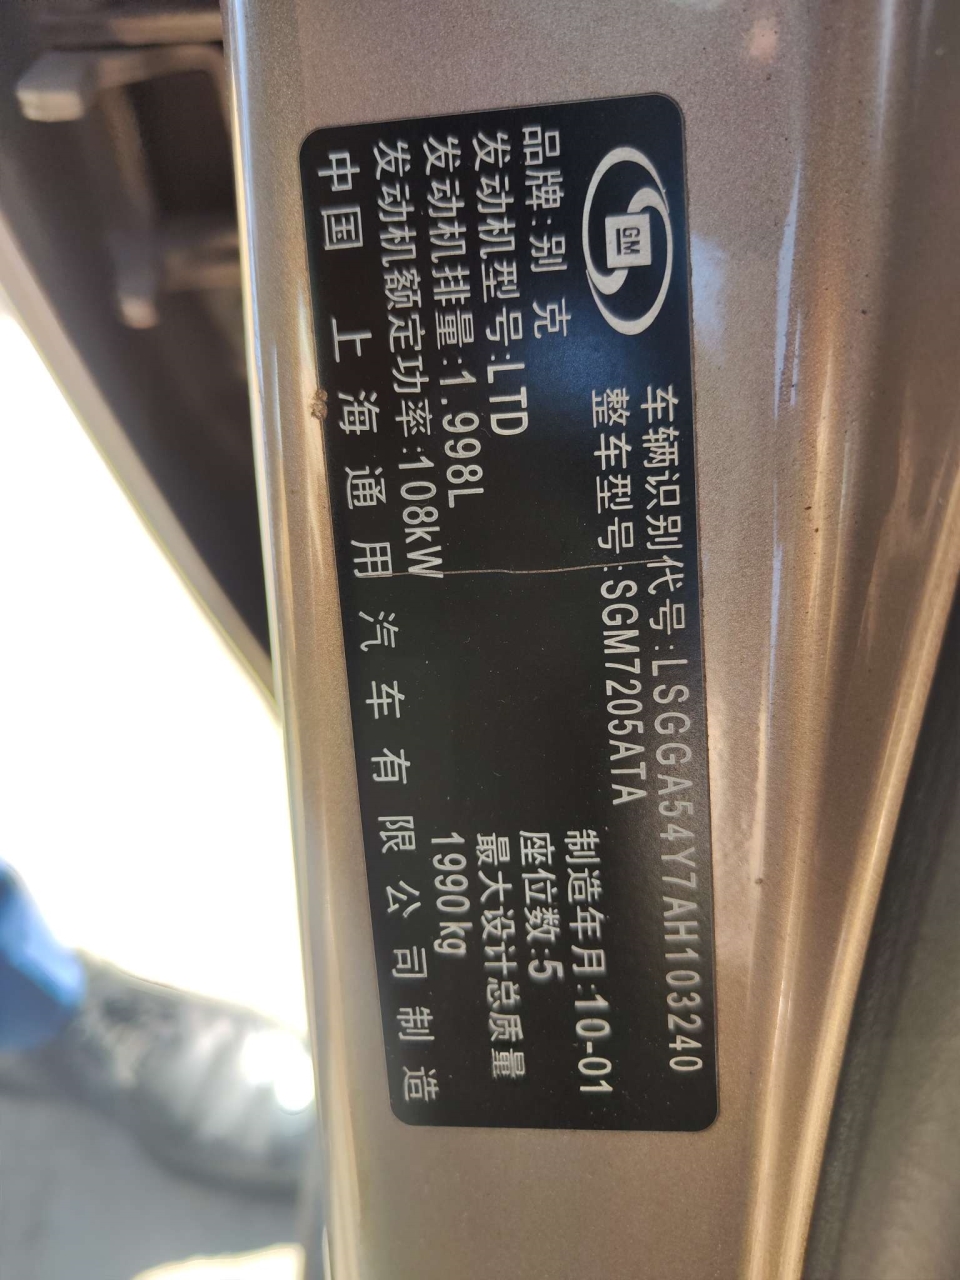 GM
车辆识别代号:LSGGA54Y7AH103240
整车型号:SGM7205ATA
品牌:别克
制造年月:10-01
发动机型号:LTD
座位数:5
发动机排量:1.998L
最大设计总质量
发动机额定功率:108kW
1990kg
中国 上海通用汽车有限公司制造